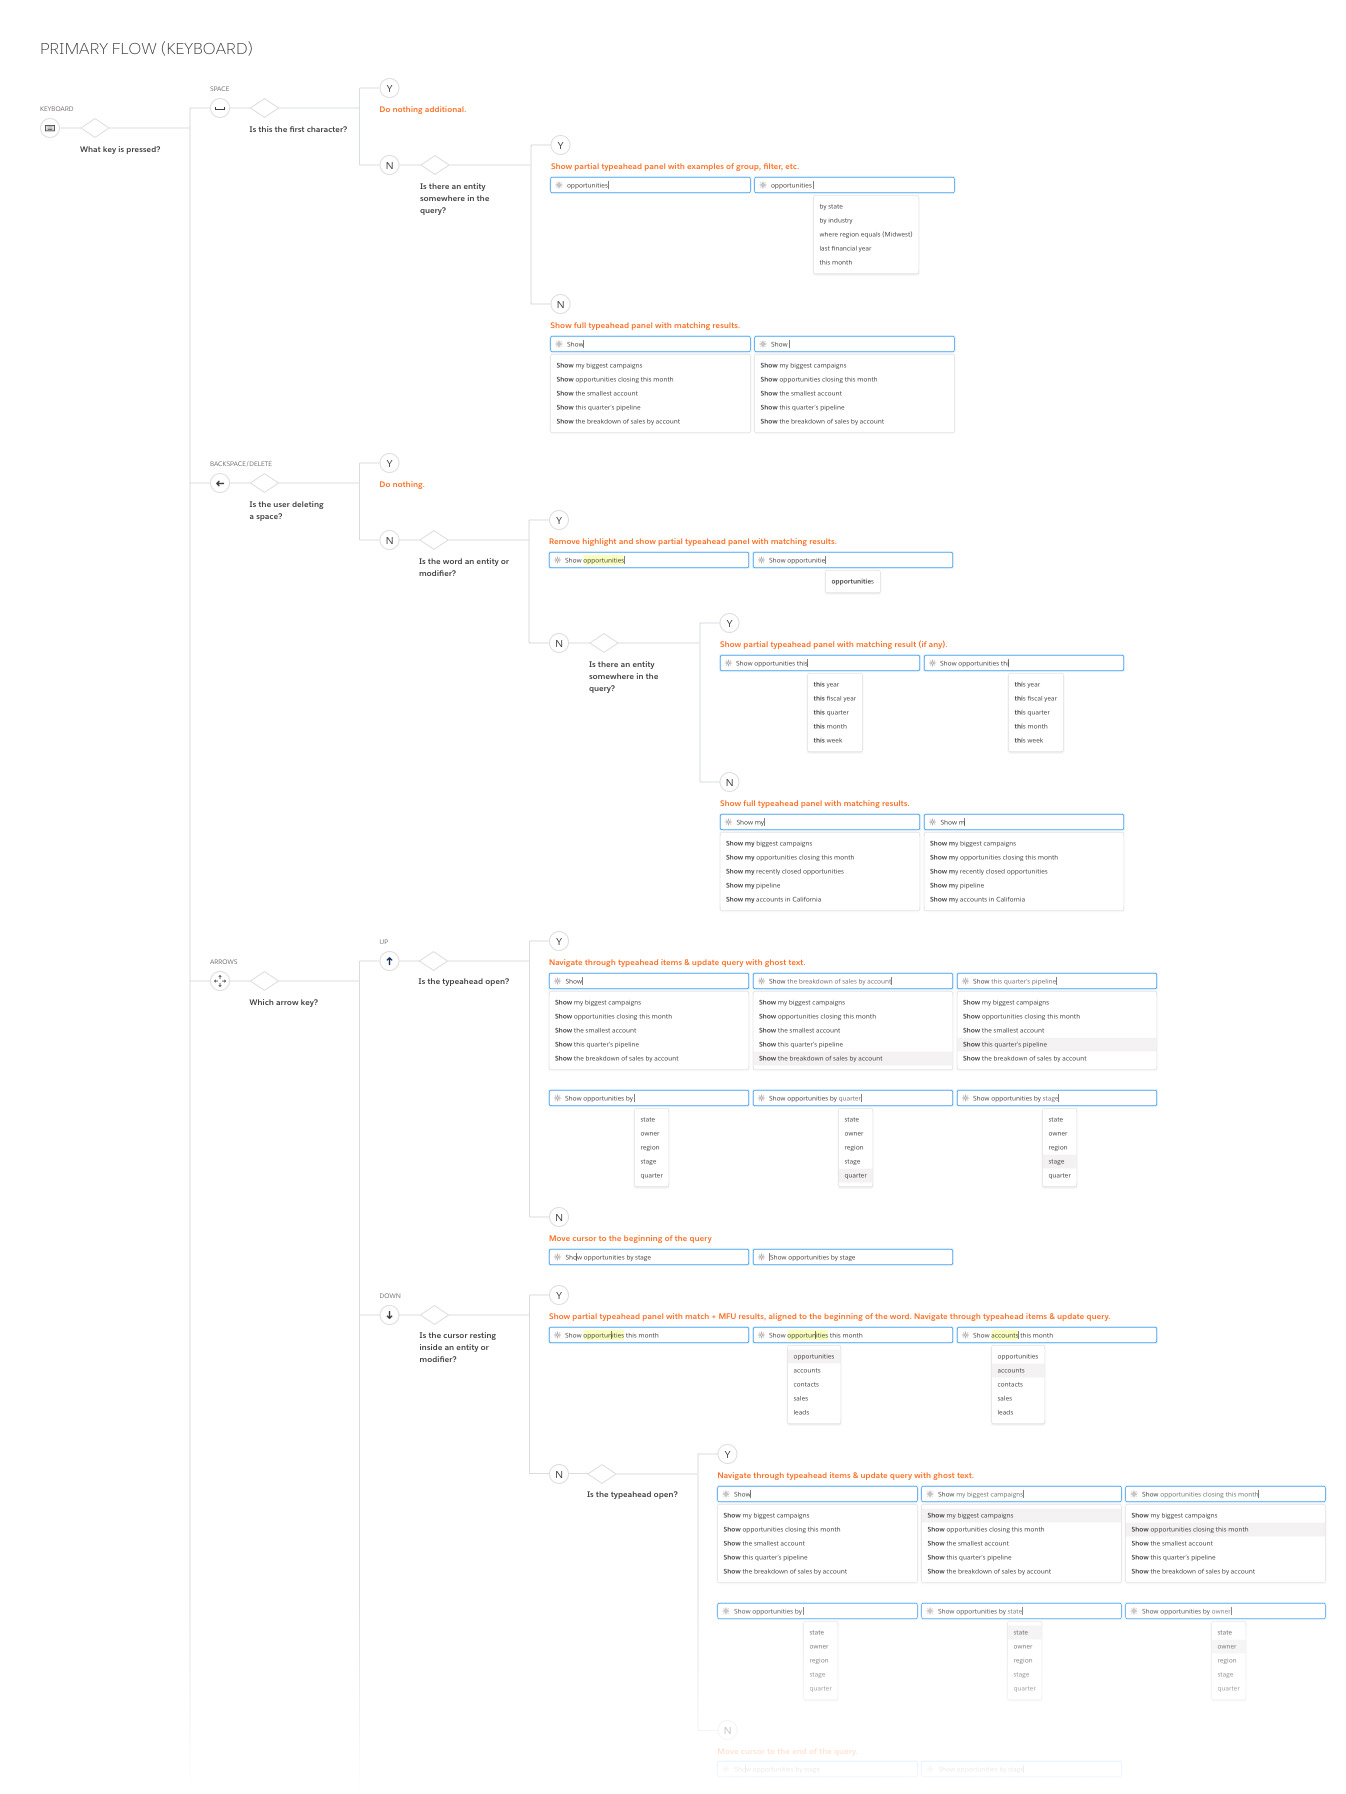 PRIMARY FLOW (KEYBOARD)
KEYBOARD
What key is pressed?
SPACE
Is this the first character?
Y
Do nothing additional.
N
Is there an entity
somewhere in the
query?
Y
Show partial typeahead panel with examples of group, filter, etc.
opportunities
opportunities
by state
by industry
where region equals (Midwest)
last financial year
this month
N
Show full typeahead panel with matching results.
Show
Show my biggest campaigns
Show opportunities closing this month
Show the smallest account
Show this quarter's pipeline
Show the breakdown of sales by account
Show
Show my biggest campaigns
Show opportunities closing this month
Show the smallest account
Show this quarter's pipeline
Show the breakdown of sales by account
BACKSPACE/DELETE
Is the user deleting
a space?
Y
Do nothing.
N
Is the word an entity or
modifier?
Y
Remove highlight and show partial typeahead panel with matching results.
Show opportunities
Show opportunitie
opportunities
N
Is there an entity
somewhere in the
query?
Y
Show partial typeahead panel with matching result (if any).
Show opportunities this
this year
this fiscal year
this quarter
this month
this week
Show opportunities thi
this year
this fiscal year
this quarter
this month
this week
N
Show full typeahead panel with matching results.
Show my
Show my biggest campaigns
Show my opportunities closing this month
Show my recently closed opportunities
Show my pipeline
Show my accounts in California
Show m
Show my biggest campaigns
Show my opportunities closing this month
Show my recently closed opportunities
Show my pipeline
Show my accounts in California
ARROWS
Which arrow key?
UP
Is the typeahead open?
Y
Navigate through typeahead items & update query with ghost text.
Show
Show my biggest campaigns
Show opportunities closing this month
Show the smallest account
Show this quarter's pipeline
Show the breakdown of sales by account
Show the breakdown of sales by account
Show my biggest campaigns
Show opportunities closing this month
Show the smallest account
Show this quarter's pipeline
Show the breakdown of sales by account
Show this quarter's pipeline
Show my biggest campaigns
Show opportunities closing this month
Show the smallest account
Show this quarter's pipeline
Show the breakdown of sales by account
Show opportunities by
state
owner
region
stage
quarter
Show opportunities by quarter
state
owner
region
stage
quarter
Show opportunities by stage
state
owner
region
stage
quarter
N
Move cursor to the beginning of the query
Show opportunities by stage
Show opportunities by stage
DOWN
Is the cursor resting
inside an entity or
modifier?
Y
Show partial typeahead panel with match + MFU results, aligned to the beginning of the word. Navigate through typeahead items & update query.
Show opportunities this month
Show opportunities this month
opportunities
accounts
contacts
sales
leads
Show accounts this month
opportunities
accounts
contacts
sales
leads
N
Is the typeahead open?
Y
Navigate through typeahead items & update query with ghost text.
Show
Show my biggest campaigns
Show opportunities closing this month
Show the smallest account
Show this quarter's pipeline
Show the breakdown of sales by account
Show my biggest campaigns
Show my biggest campaigns
Show opportunities closing this month
Show the smallest account
Show this quarter's pipeline
Show the breakdown of sales by account
Show opportunities closing this month
Show my biggest campaigns
Show opportunities closing this month
Show the smallest account
Show this quarter's pipeline
Show the breakdown of sales by account
Show opportunities by
state
owner
region
stage
quarter
Show opportunities by state
state
owner
region
stage
quarter
Show opportunities by owner
state
owner
region
stage
quarter
N
Move cursor to the end of the query.
Show opportunities by stage
Show opportunities by stage